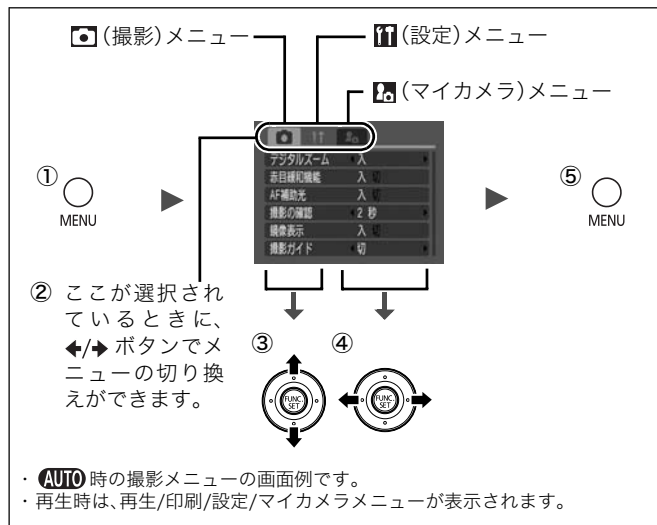 (撮影)メニュー
(設定)メニュー
(マイカメラ)メニュー
デジタルズーム 入
赤目緩和機能 入 切
AF補助光 入 切
撮影の確認 2 秒
鏡像表示 入 切
撮影ガイド 切
①
MENU
⑤
MENU
② ここが選択され
ているときに、
←/→ ボタンでメ
ニューの切り換
えができます。
③
④
FUNC.
SET
FUNC.
SET
・ AUTO 時の撮影メニューの画面例です。
・再生時は、再生/印刷/設定/マイカメラメニューが表示されます。